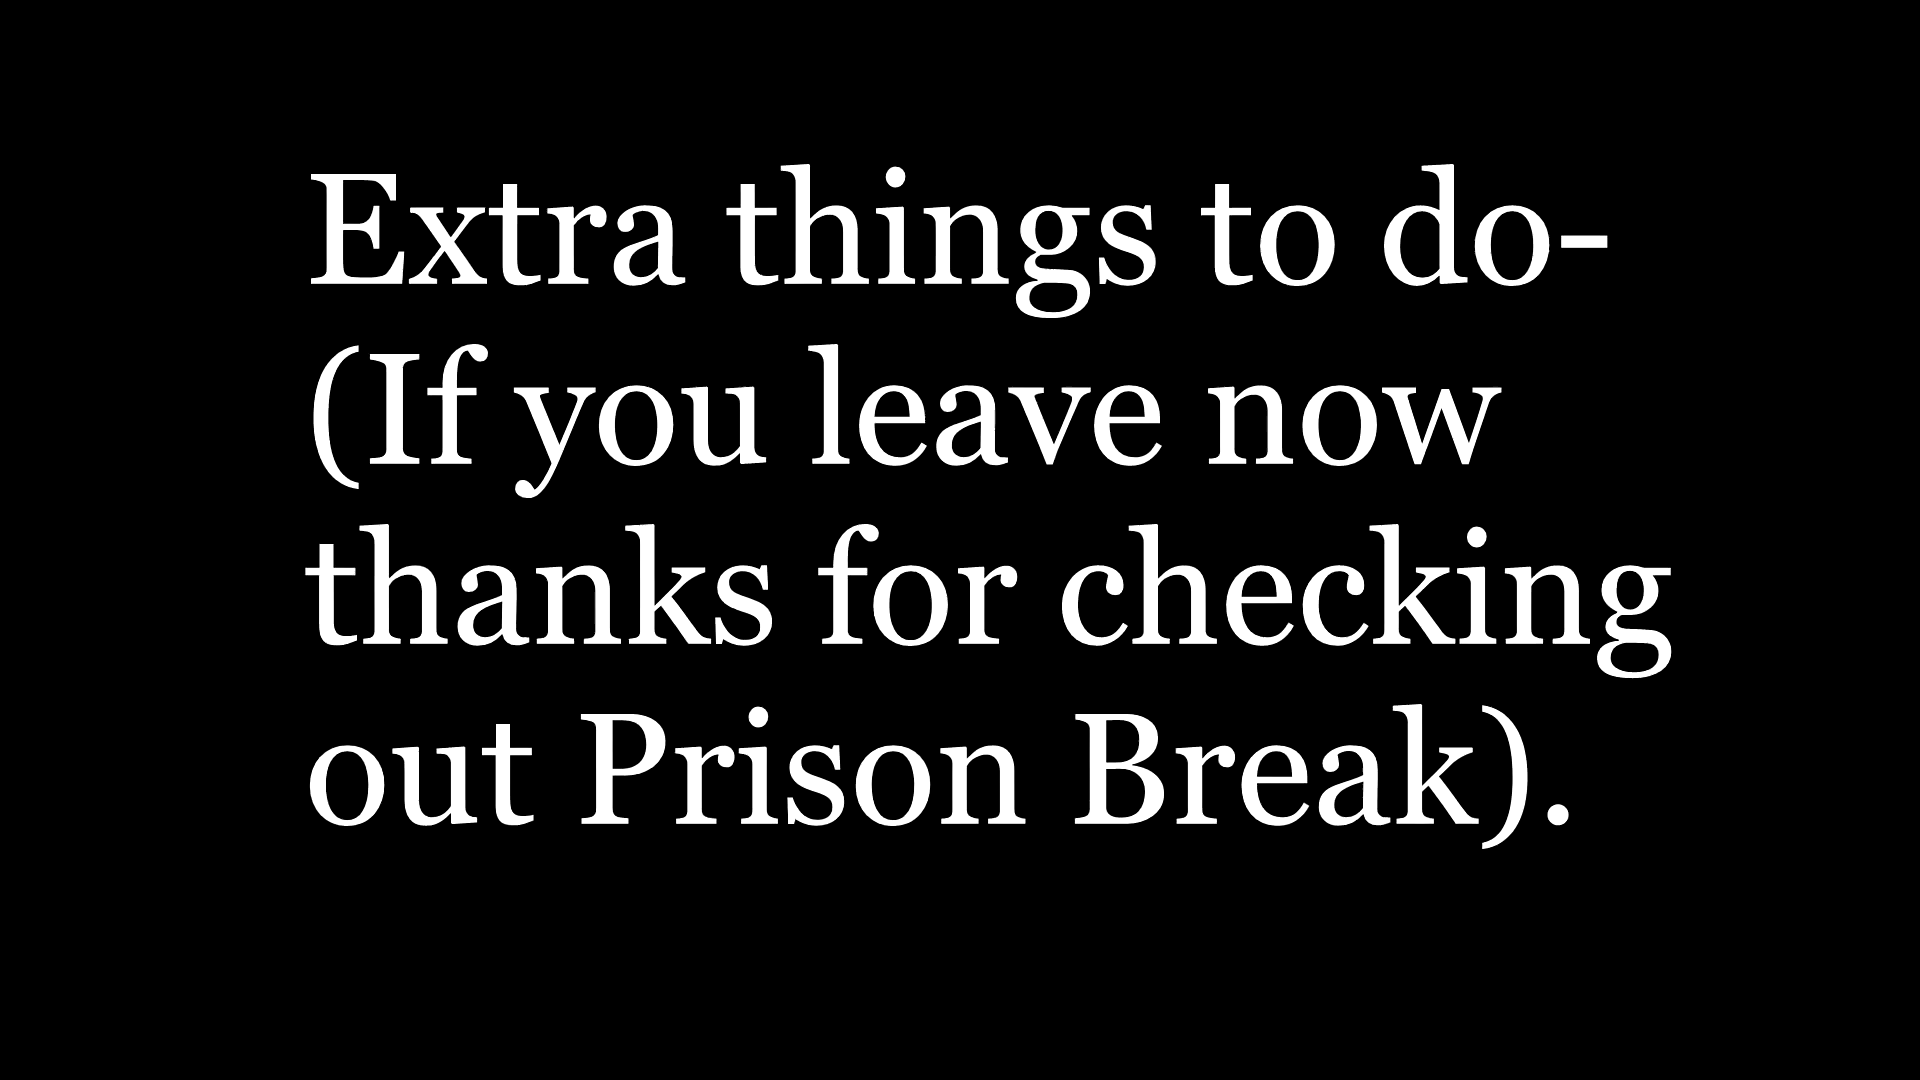 Extra things to do-
(If you leave now
thanks for checking
out Prison Break).